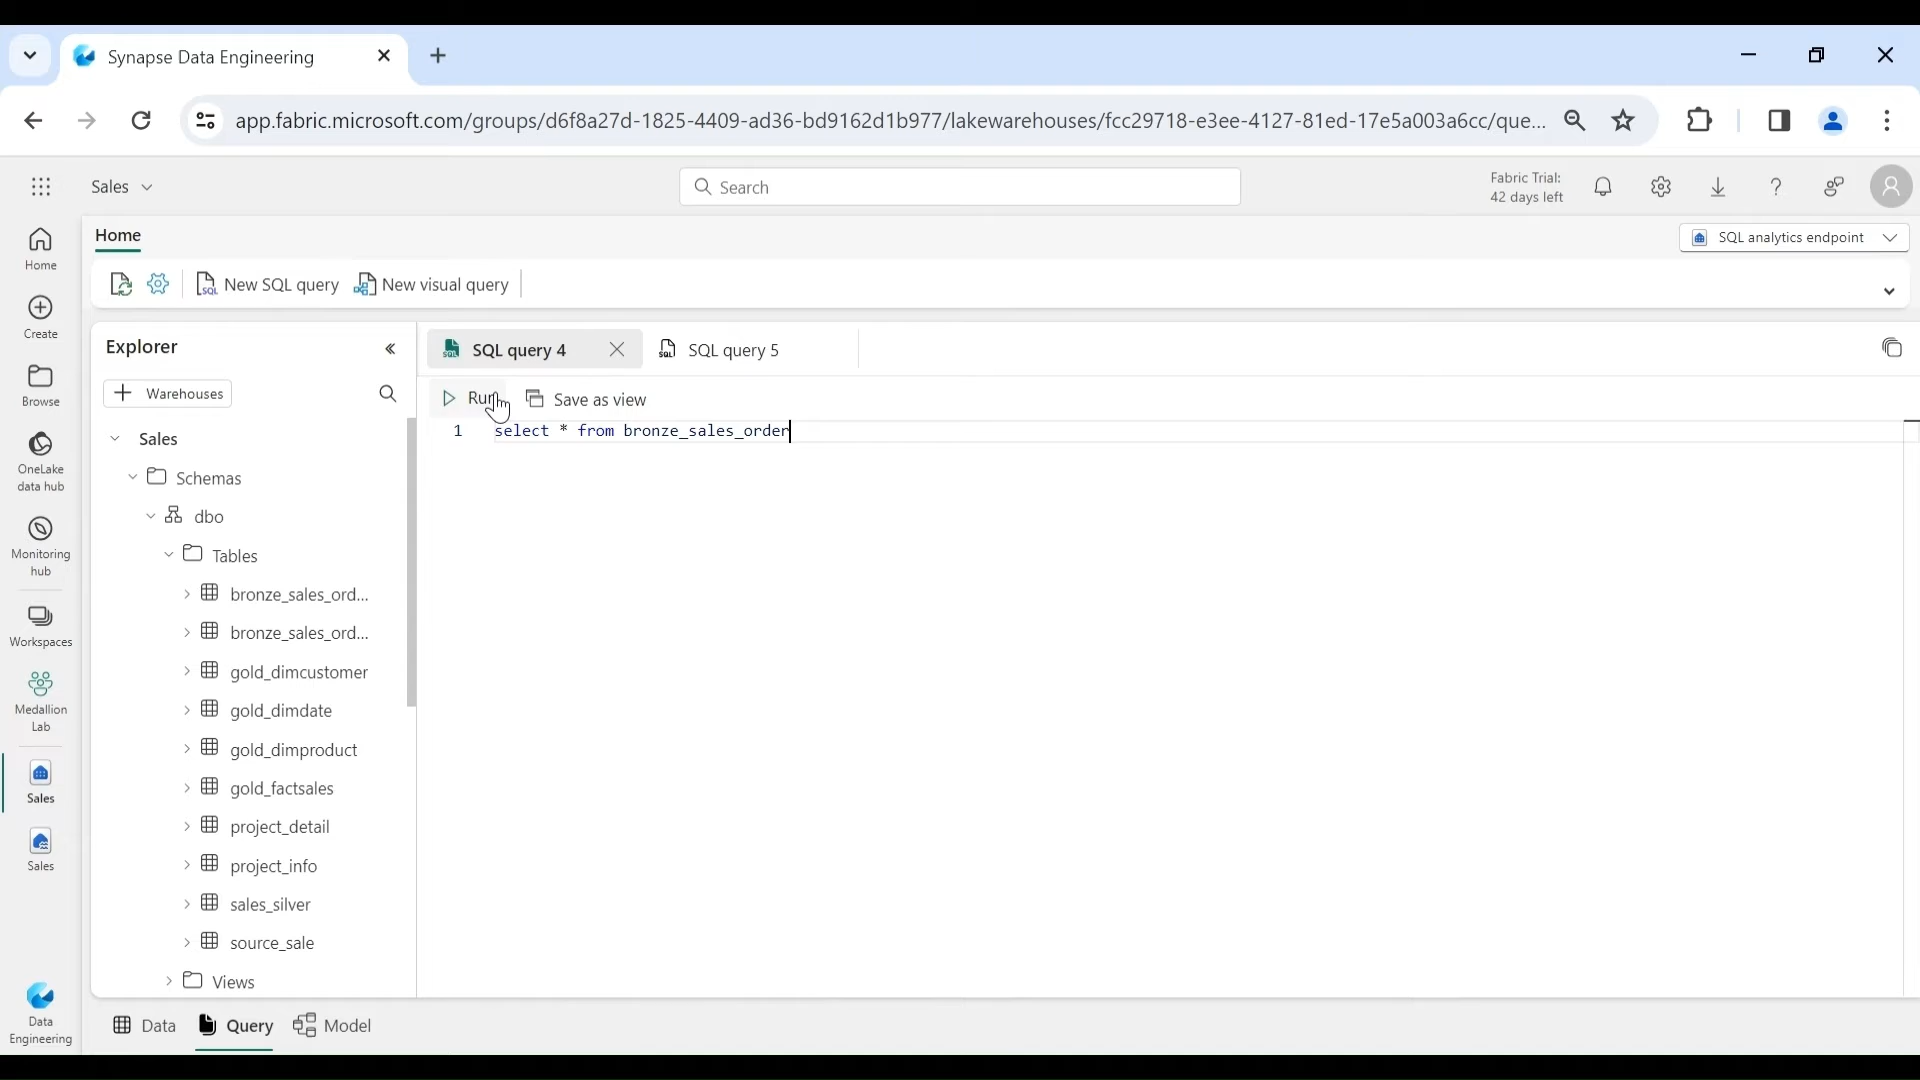 Synapse Data Engineering
app.fabric.microsoft.com/groups/d6f8a27d-1825-4409-ad36-bd9162d1b977/lakewarehouses/fcc29718-e3ee-4127-81ed-17e5a003a6cc/que...
Sales
Search
Fabric Trial:
42 days left
Home
SQL analytics endpoint
New SQL query
New visual query
Home
Create
Browse
OneLake
data hub
Monitoring
hub
Workspaces
Medallion
Lab
Sales
Sales
Data
Engineering
Explorer
Warehouses
Sales
Schemas
dbo
Tables
bronze_sales_ord...
bronze_sales_ord...
gold_dimcustomer
gold_dimdate
gold_dimproduct
gold_factsales
project_detail
project_info
sales_silver
source_sale
Views
SQL query 4
SQL query 5
Run
Save as view
1 select * from bronze_sales_order
Data
Query
Model